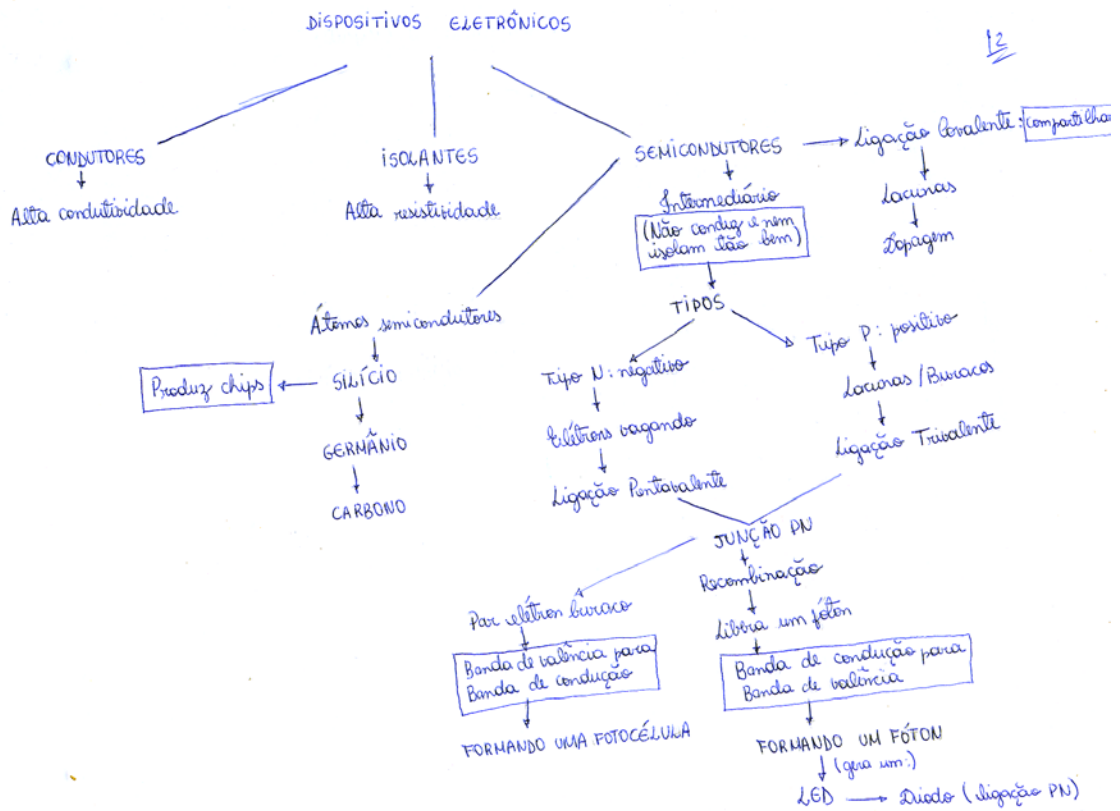 DISPOSITIVOS ELETRÔNICOS
12
CONDUTORES
Alta condutividade
ISOLANTES
Alta resistividade
SEMICONDUTORES
Intermediário
(Não conduz e nem
isolam tão bem)
Ligação Covalente: compartilhar
Lacunas
Dopagem
Átomos semicondutores
SILÍCIO
Produz chips
GERMÂNIO
CARBONO
TIPOS
Tipo N: negativo
Elétrons vagando
Ligação Pentavalente
Tipo P: positivo
Lacunas/Buracos
Ligação Trivalente
JUNÇÃO PN
Par elétron buraco
Banda de valência para
Banda de condução
FORMANDO UMA FOTOCÉLULA
Recombinação
Libera um fóton
Banda de condução para
Banda de valência
FORMANDO UM FÓTON
(gera um:)
LED
Diodo (ligação PN)